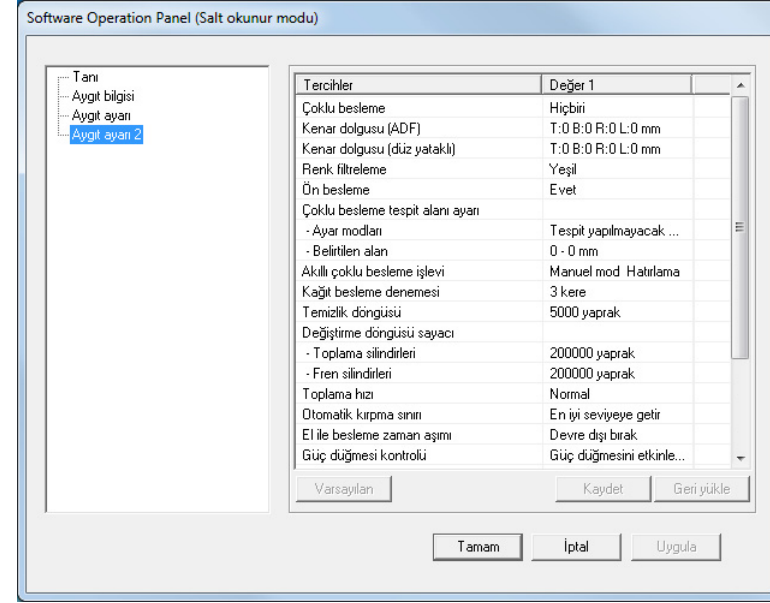 Software Operation Panel (Salt okunur modu)
Tanı
Aygıt bilgisi
Aygıt ayarı
Aygıt ayarı 2
Tercihler Değer 1
Çoklu besleme Hiçbiri
Kenar dolgusu (ADF) T:0 B:0 R:0 L:0 mm
Kenar dolgusu (düz yataklı) T:0 B:0 R:0 L:0 mm
Renk filtreleme Yeşil
Ön besleme Evet
Çoklu besleme tespit alanı ayarı
- Ayar modları Tespit yapılmayacak ...
- Belirtilen alan 0 - 0 mm
Akıllı çoklu besleme işlevi Manuel mod Hatırlama
Kağıt besleme denemesi 3 kere
Temizlik döngüsü 5000 yaprak
Değiştirme döngüsü sayacı
- Toplama silindirleri 200000 yaprak
- Fren silindirleri 200000 yaprak
Toplama hızı Normal
Otomatik kırpma sınırı En iyi seviyeye getir
El ile besleme zaman aşımı Devre dışı bırak
Güç düğmesi kontrolü Güç düğmesini etkinle...
Varsayılan Kaydet Geri yükle
Tamam İptal Uygula